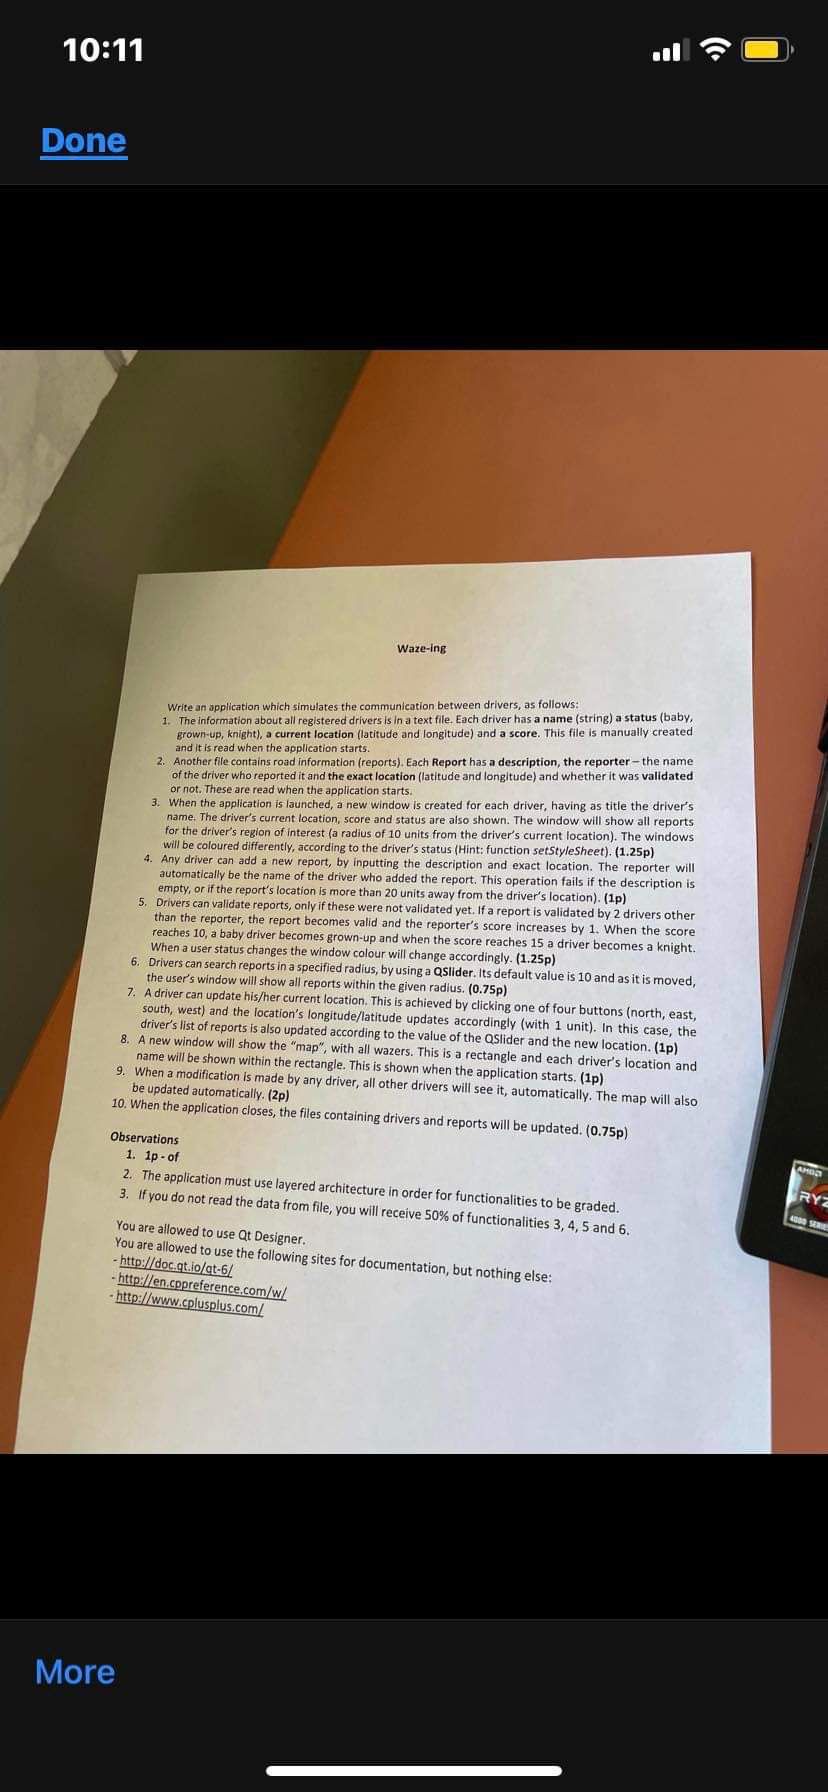 10:11
Done
Waze-ing
Write an application which simulates the communication between drivers, as follows:
1. The information about all registered drivers is in a text file. Each driver has a name (string) a status (baby,
grown-up, knight), a current location (latitude and longitude) and a score. This file is manually created
and it is read when the application starts.
2. Another file contains road information (reports). Each Report has a description, the reporter – the name
of the driver who reported it and the exact location (latitude and longitude) and whether it was validated
or not. These are read when the application starts.
3. When the application is launched, a new window is created for each driver, having as title the driver's
name. The driver's current location, score and status are also shown. The window will show all reports
for the driver's region of interest (a radius of 10 units from the driver's current location). The windows
will be coloured differently, according to the driver's status (Hint: function setStyleSheet). (1.25p)
4. Any driver can add a new report, by inputting the description and exact location. The reporter will
automatically be the name of the driver who added the report. This operation fails if the description is
empty, or if the report's location is more than 20 units away from the driver's location). (1p)
5. Drivers can validate reports, only if these were not validated yet. If a report is validated by 2 drivers other
than the reporter, the report becomes valid and the reporter's score increases by 1. When the score
reaches 10, a baby driver becomes grown-up and when the score reaches 15 a driver becomes a knight.
When a user status changes the window colour will change accordingly. (1.25p)
6. Drivers can search reports in a specified radius, by using a QSlider. Its default value is 10 and as it is moved,
the user's window will show all reports within the given radius. (0.75p)
7. A driver can update his/her current location. This is achieved by clicking one of four buttons (north, east,
south, west) and the location's longitude/latitude updates accordingly (with 1 unit). In this case, the
driver's list of reports is also updated according to the value of the QSlider and the new location. (1p)
8. A new window will show the "map", with all wazers. This is a rectangle and each driver's location and
name will be shown within the rectangle. This is shown when the application starts. (1p)
9. When a modification is made by any driver, all other drivers will see it, automatically. The map will also
be updated automatically. (2p)
10. When the application closes, the files containing drivers and reports will be updated. (0.75p)
Observations
1. 1p - of
2. The application must use layered architecture in order for functionalities to be graded.
3. If you do not read the data from file, you will receive 50% of functionalities 3, 4, 5 and 6.
You are allowed to use Qt Designer.
You are allowed to use the following sites for documentation, but nothing else:
- http://doc.qt.io/qt-6/
- http://en.cppreference.com/w/
- http://www.cplusplus.com/
AMD
RYZ
4000 SERIE
More